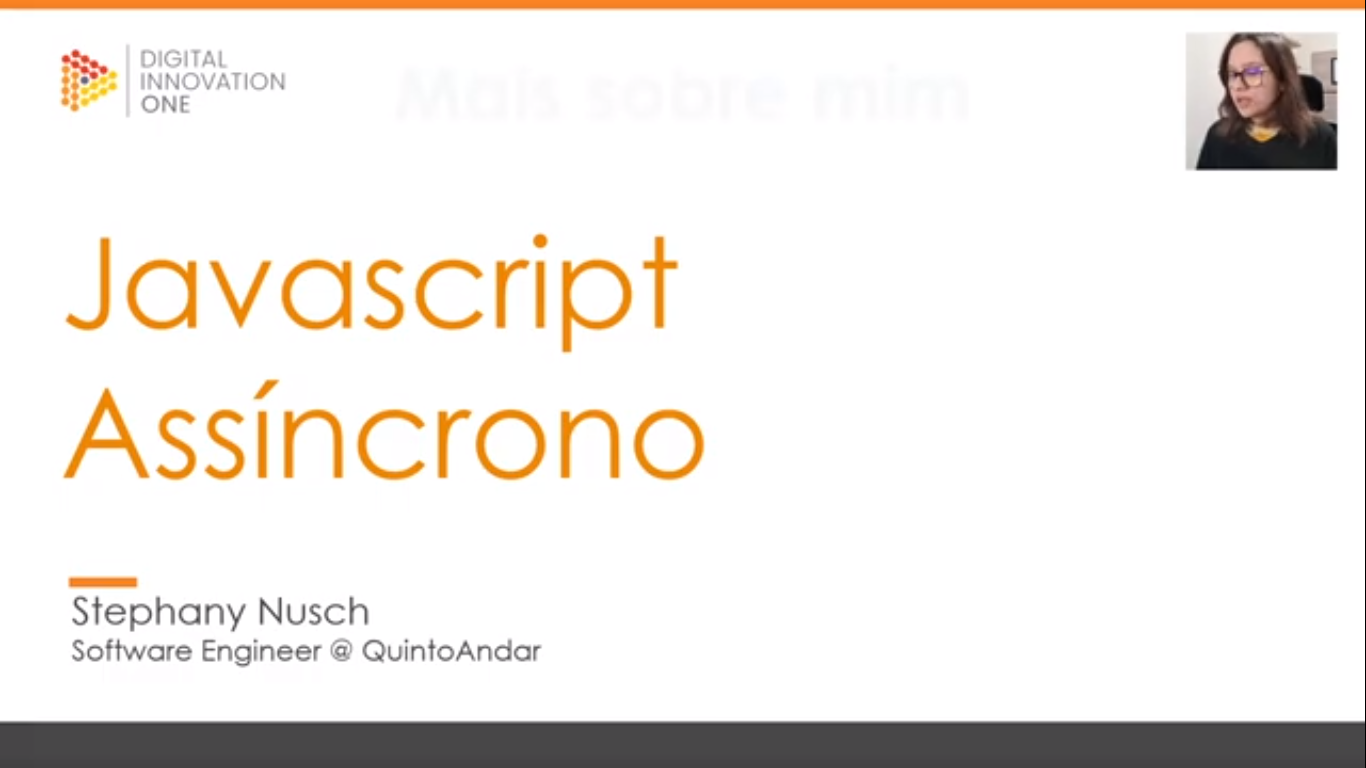 DIGITAL
INNOVATION
ONE
Mais sobre mim
Javascript
Assíncrono
Stephany Nusch
Software Engineer @ QuintoAndar